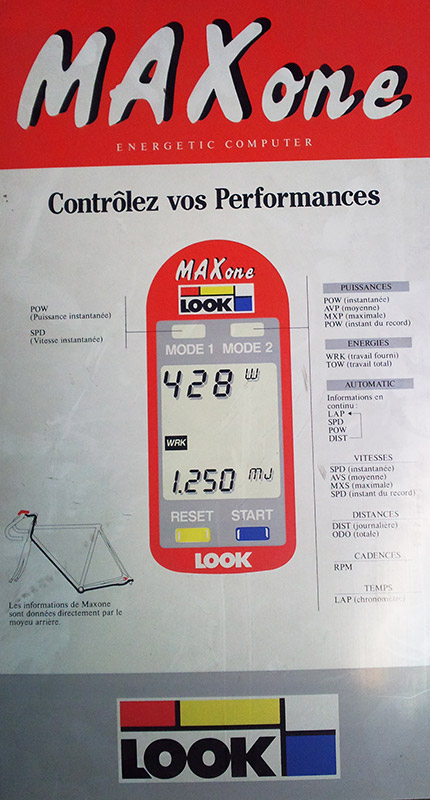 MAXone
ENERGETIC COMPUTER
Contrôlez vos Performances
POW
(Puissance instantanée)
SPD
(Vitesse instantanée)
MAXone
LOOK
MODE 1 MODE 2
428 W
WRK
1.250 MJ
RESET START
LOOK
PUISSANCES
POW (instantanée)
AVP (moyenne)
MXP (maximale)
POW (instant du record)
ENERGIES
WRK (travail fourni)
TOW (travail total)
AUTOMATIC
Informations en
continu :
LAP
SPD
POW
DIST
VITESSES
SPD (instantanée)
AVS (moyenne)
MXS (maximale)
SPD (instant du record)
DISTANCES
DIST (journalière)
ODO (totale)
CADENCES
RPM
TEMPS
LAP (chronomètre)
Les informations de Maxone
sont données directement par le
moyeu arrière.
LOOK